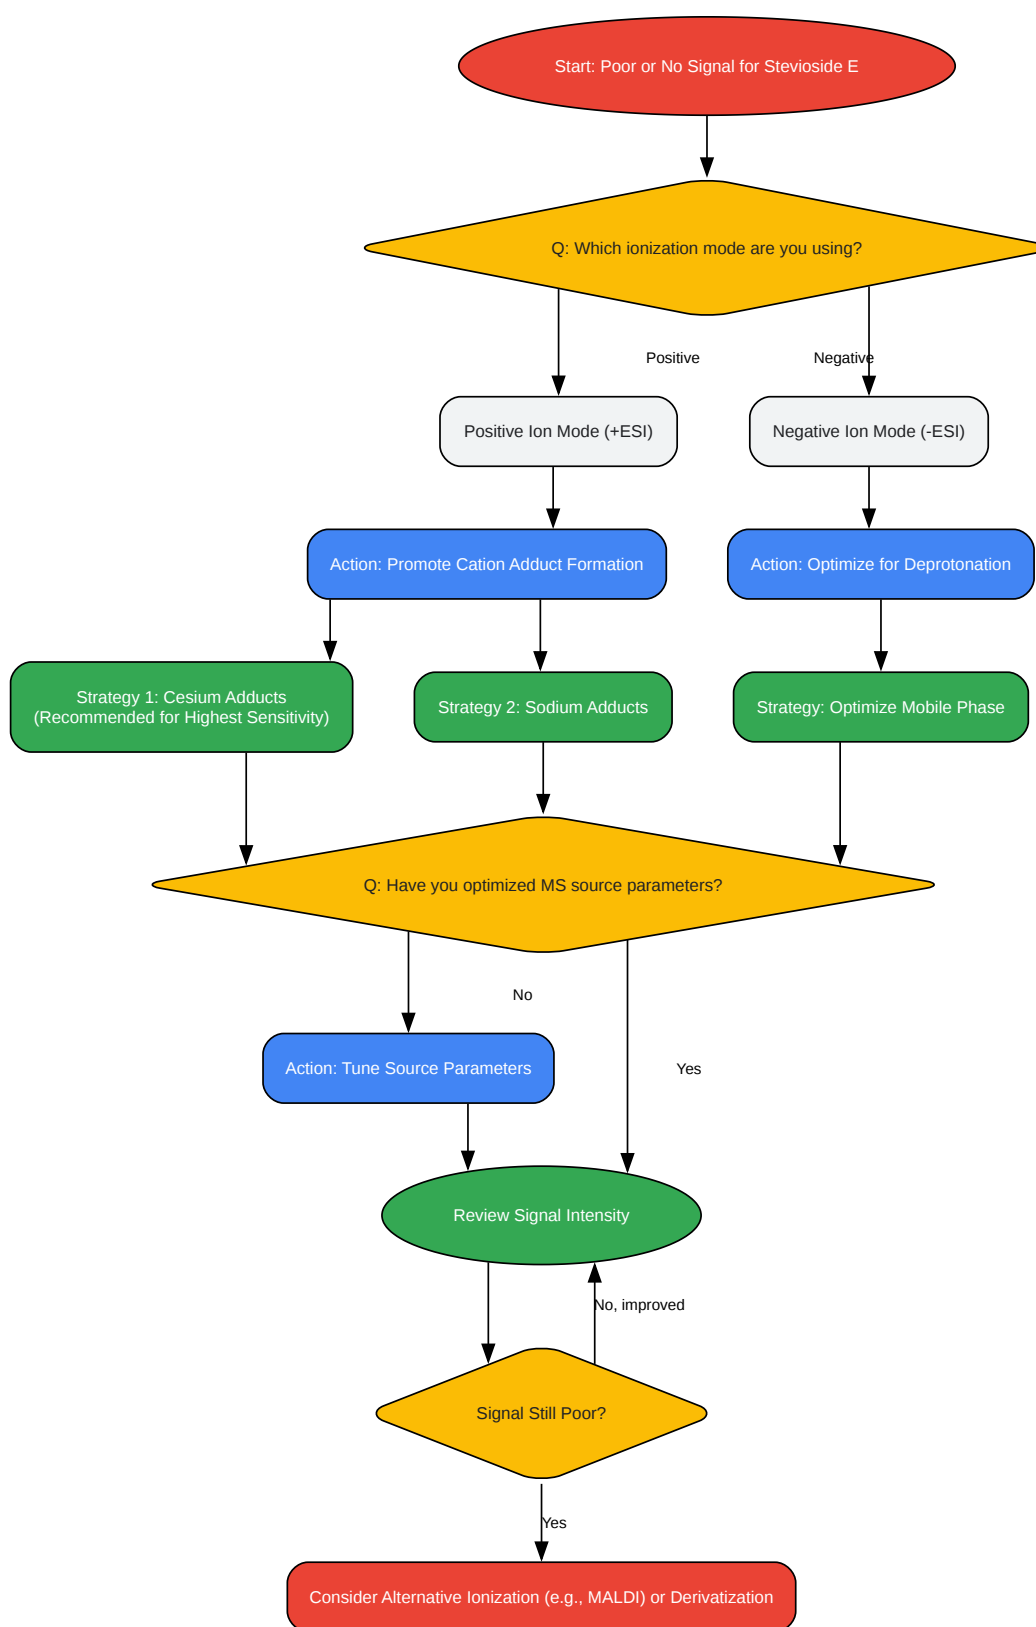 Start: Poor or No Signal for Stevioside E
Q: Which ionization mode are you using?
Positive
Negative
Positive Ion Mode (+ESI)
Negative Ion Mode (-ESI)
Action: Promote Cation Adduct Formation
Action: Optimize for Deprotonation
Strategy 1: Cesium Adducts
(Recommended for Highest Sensitivity)
Strategy 2: Sodium Adducts
Strategy: Optimize Mobile Phase
Q: Have you optimized MS source parameters?
No
Action: Tune Source Parameters
Yes
Review Signal Intensity
No, improved
Signal Still Poor?
Yes
Consider Alternative Ionization (e.g., MALDI) or Derivatization